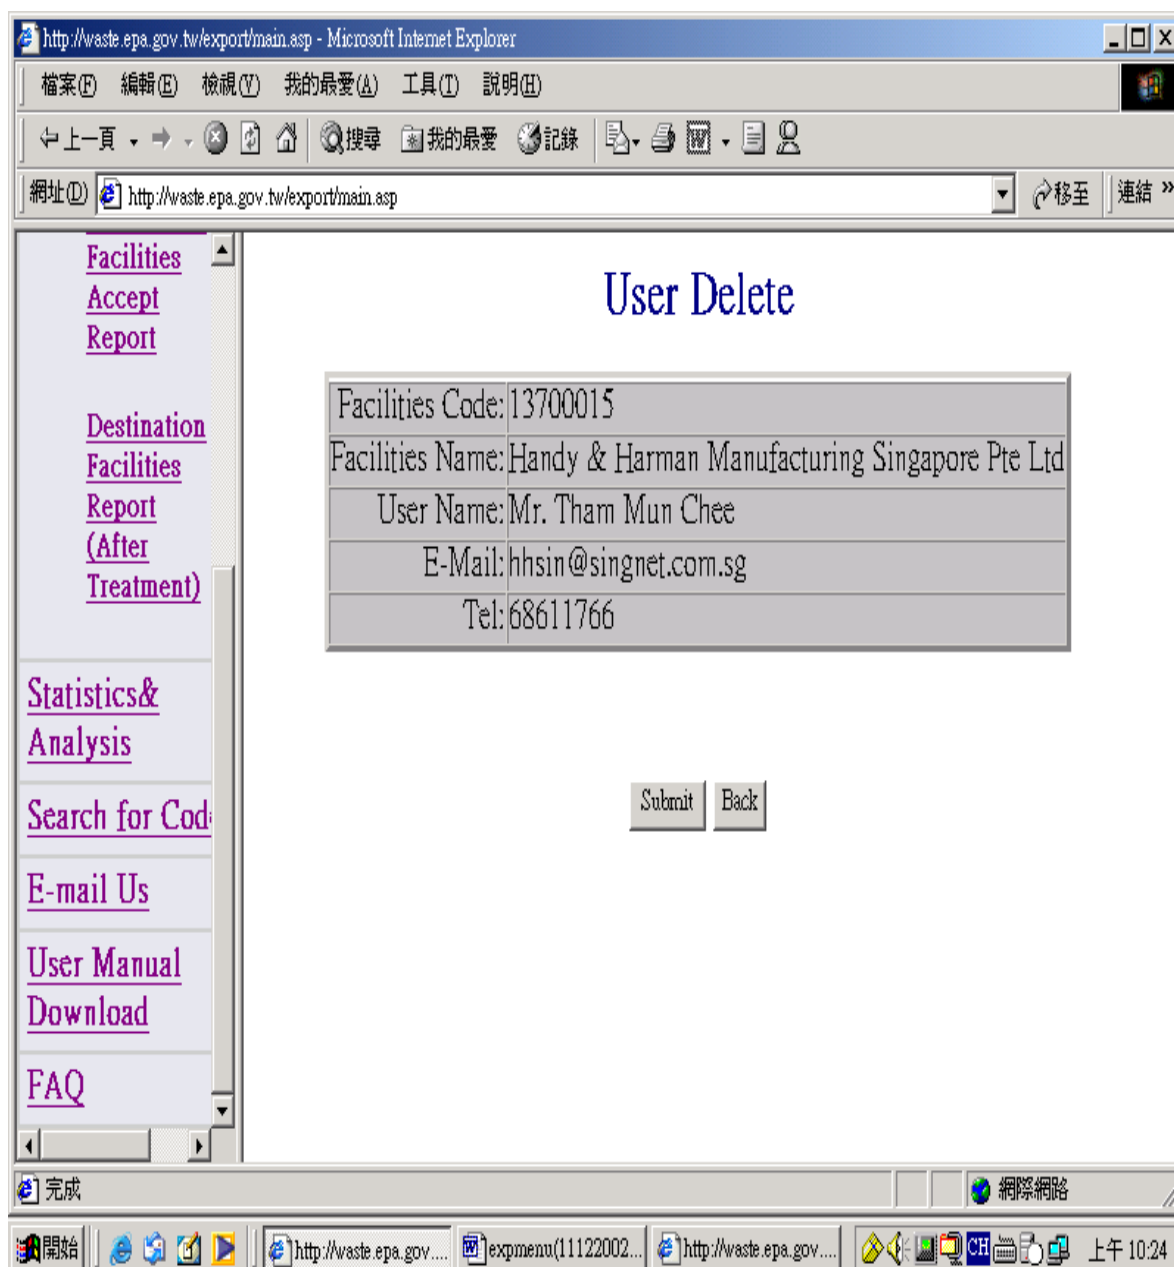 http://waste.epa.gov.tw/export/main.asp - Microsoft Internet Explorer
檔案(F) 編輯(E) 檢視(V) 我的最愛(A) 工具(T) 說明(H)
上一頁 搜尋 我的最愛 記錄
網址(D) http://waste.epa.gov.tw/export/main.asp 移至 連結 »
Facilities
Accept
Report
Destination
Facilities
Report
(After
Treatment)
Statistics&
Analysis
Search for Cod
E-mail Us
User Manual
Download
FAQ
User Delete
Facilities Code: 13700015
Facilities Name: Handy & Harman Manufacturing Singapore Pte Ltd
User Name: Mr. Tham Mun Chee
E-Mail: hhsin@singnet.com.sg
Tel: 68611766
Submit Back
完成 網際網路
開始 http://waste.epa.gov.... expmenu(11122002... http://waste.epa.gov.... CH 上午 10:24